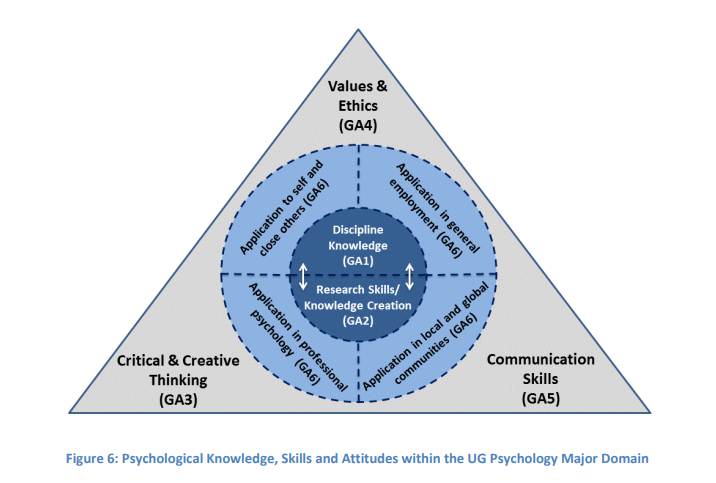 Values &
Ethics
(GA4)
Application to self and
close others (GA6)
Application in general
employment (GA6)
Discipline
Knowledge
(GA1)
Research Skills/
Knowledge Creation
(GA2)
Application in professional
psychology (GA6)
Application in local and global
communities (GA6)
Critical & Creative
Thinking
(GA3)
Communication
Skills
(GA5)
Figure 6: Psychological Knowledge, Skills and Attitudes within the UG Psychology Major Domain